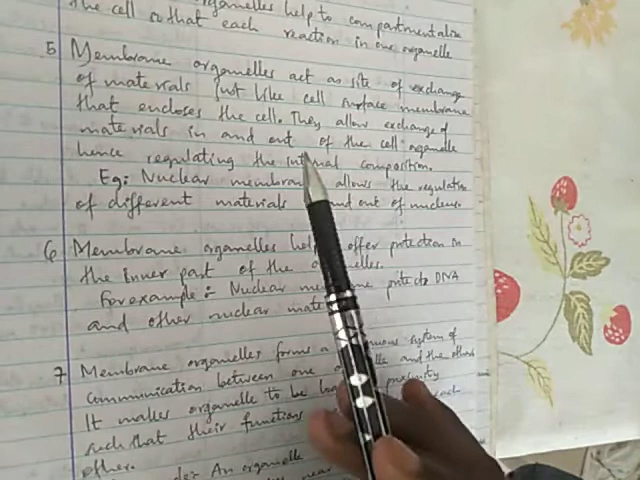 the cell so that each reaction in one organelle
organelles help to compartmentalize
5 Membrane organelles act as site of exchange
of materials just like cell surface membrane
that encloses the cell. They allow exchange of
materials in and out of the cell organelle
hence regulating the internal composition.
Eg: Nuclear membrane allows the regulation
of different materials and out of nucleus.
6 Membrane organelles help offer protection in
the inner part of the organelles.
For example: Nuclear protects DNA
and other nuclear
7 Membrane organelles forms a system of
communication between one and the other
It makes organelle to be proximity
such that their functions each
other.
An organelle
near